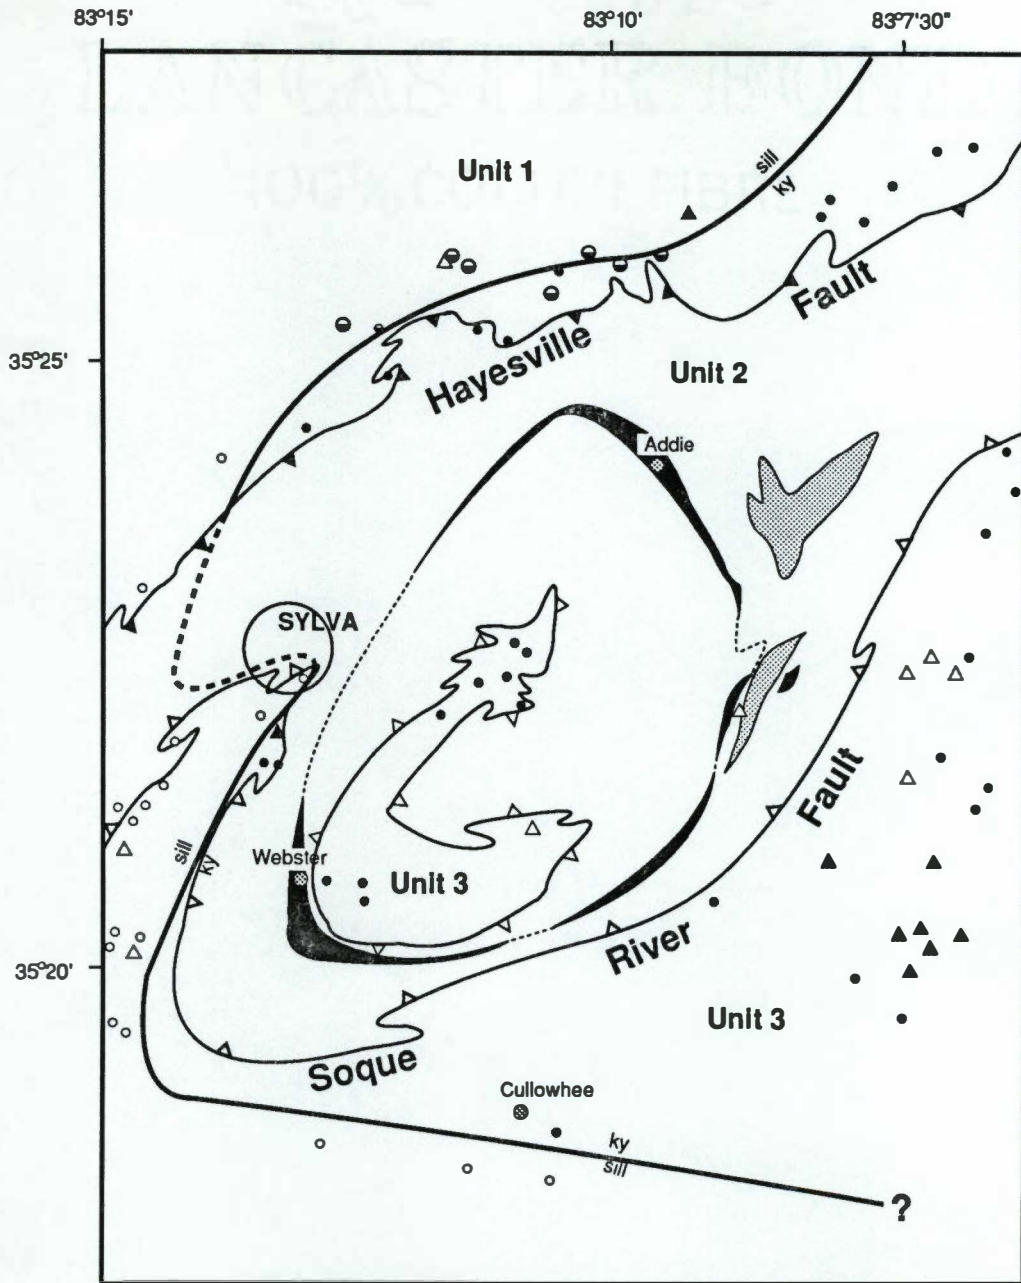 83°15'
83°10'
83°7'30"
Unit 1
sill
ky
Fault
35°25'
Hayesville
Unit 2
Addie
SYLVA
Fault
sill
ky
Webster
Unit 3
River
35°20'
Unit 3
Soque
Cullowhee
ky
sill
?